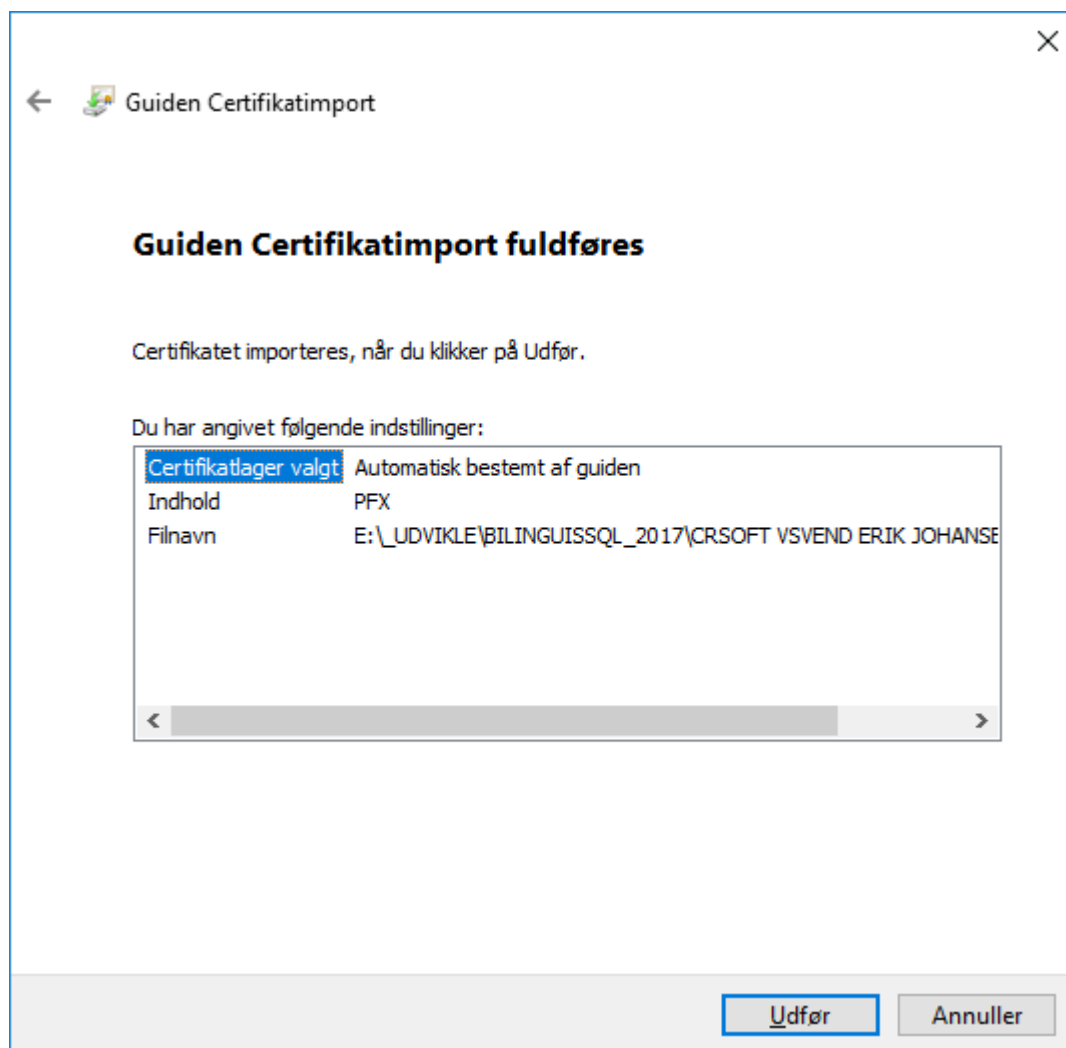 Guiden Certifikatimport
Guiden Certifikatimport fuldføres
Certifikatet importeres, når du klikker på Udfør.
Du har angivet følgende indstillinger:
Certifikatlager valgt Automatisk bestemt af guiden
Indhold PFX
Filnavn E:\_UDVIKLE\BILINGUISSQL_2017\CRSOFT VSVEND ERIK JOHANSE
Udfør Annuller